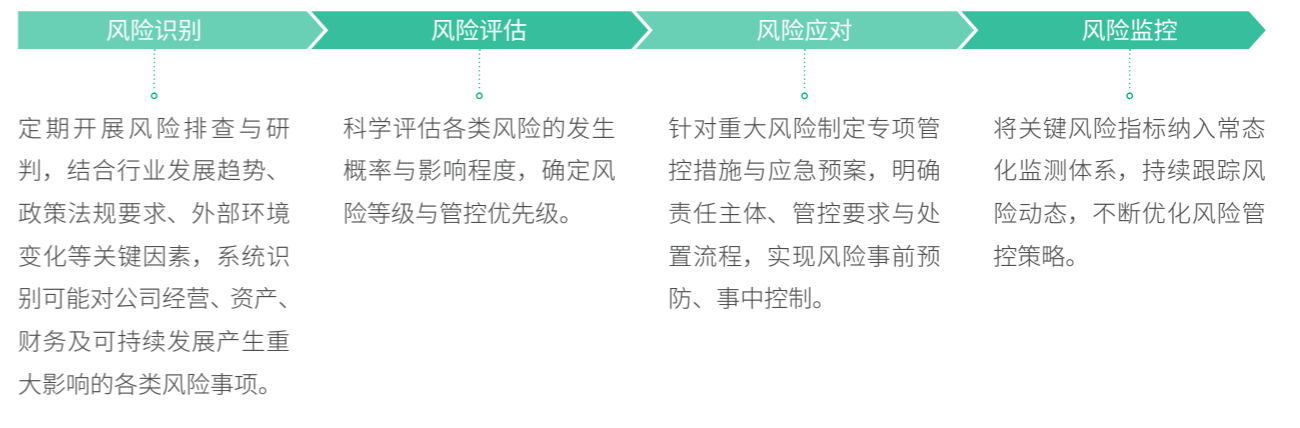 风险识别
定期开展风险排查与研
判，结合行业发展趋势、
政策法规要求、外部环境
变化等关键因素，系统识
别可能对公司经营、资产、
财务及可持续发展产生重
大影响的各类风险事项。
风险评估
科学评估各类风险的发生
概率与影响程度，确定风
险等级与管控优先级。
风险应对
针对重大风险制定专项管
控措施与应急预案，明确
责任主体、管控要求与处
置流程，实现风险事前预
防、事中控制。
风险监控
将关键风险指标纳入常态
化监测体系，持续跟踪风
险动态，不断优化风险管
控策略。